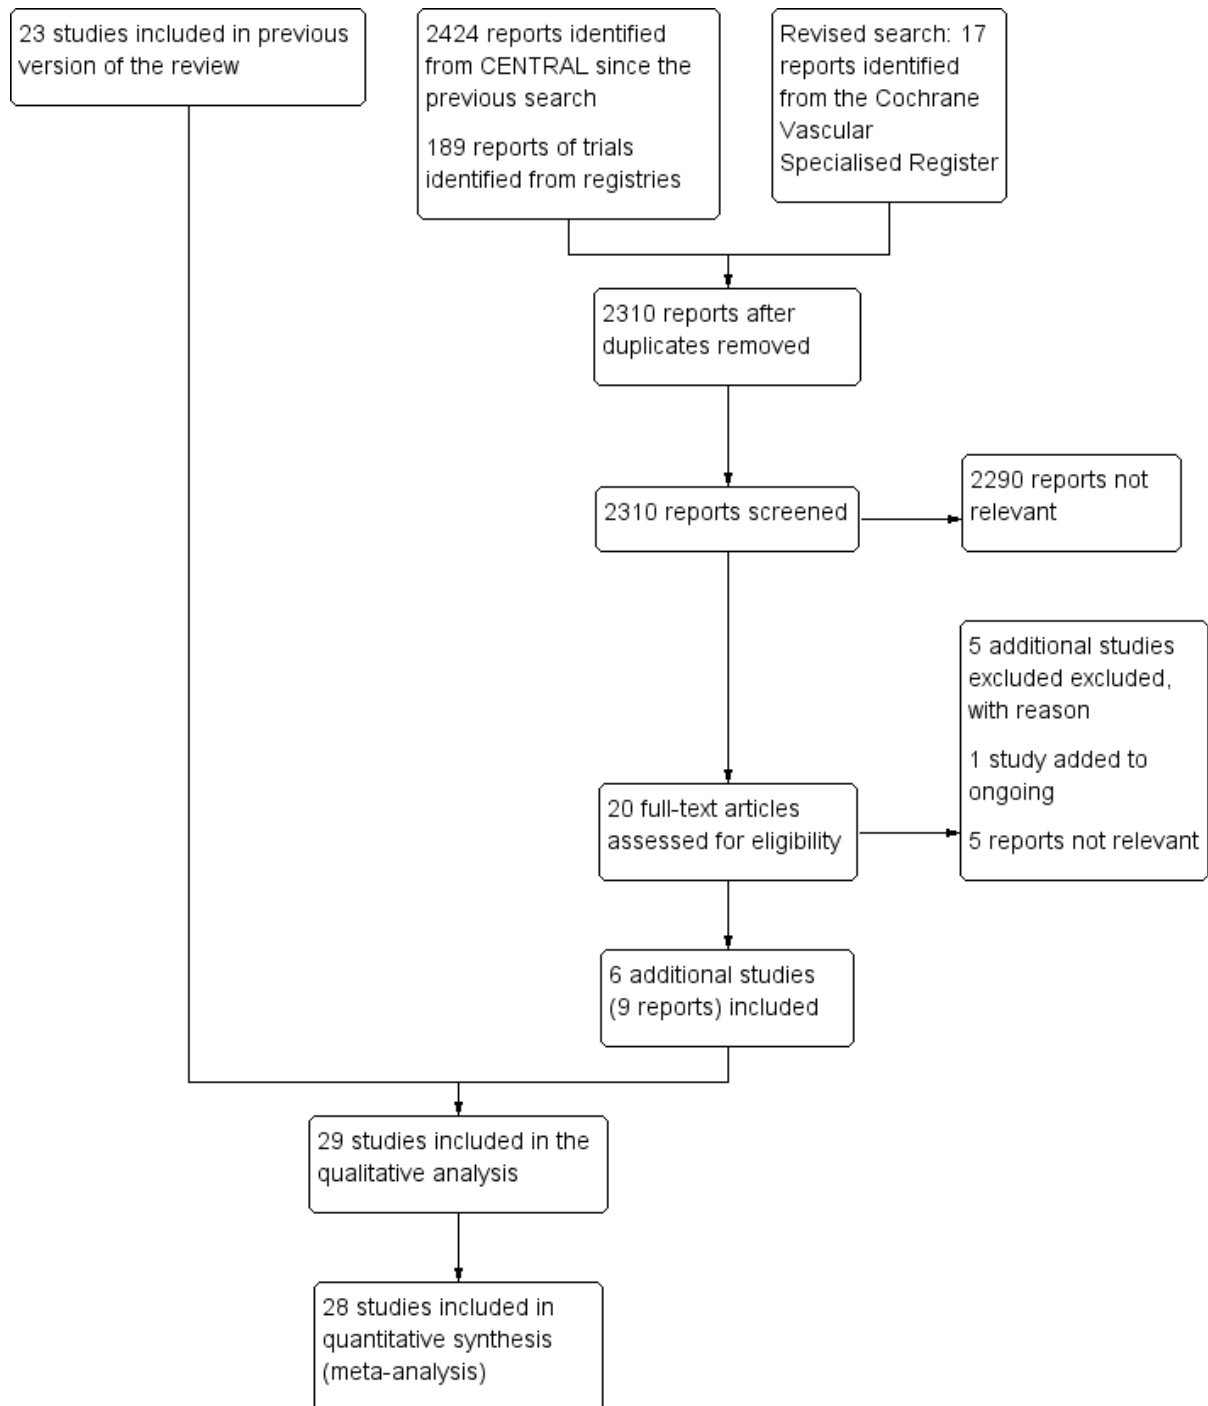 23 studies included in previous
version of the review
2424 reports identified
from CENTRAL since the
previous search
189 reports of trials
identified from registries
Revised search: 17
reports identified
from the Cochrane
Vascular
Specialised Register
2310 reports after
duplicates removed
2310 reports screened
2290 reports not
relevant
20 full-text articles
assessed for eligibility
5 additional studies
excluded excluded,
with reason
1 study added to
ongoing
5 reports not relevant
6 additional studies
(9 reports) included
29 studies included in the
qualitative analysis
28 studies included in
quantitative synthesis
(meta-analysis)